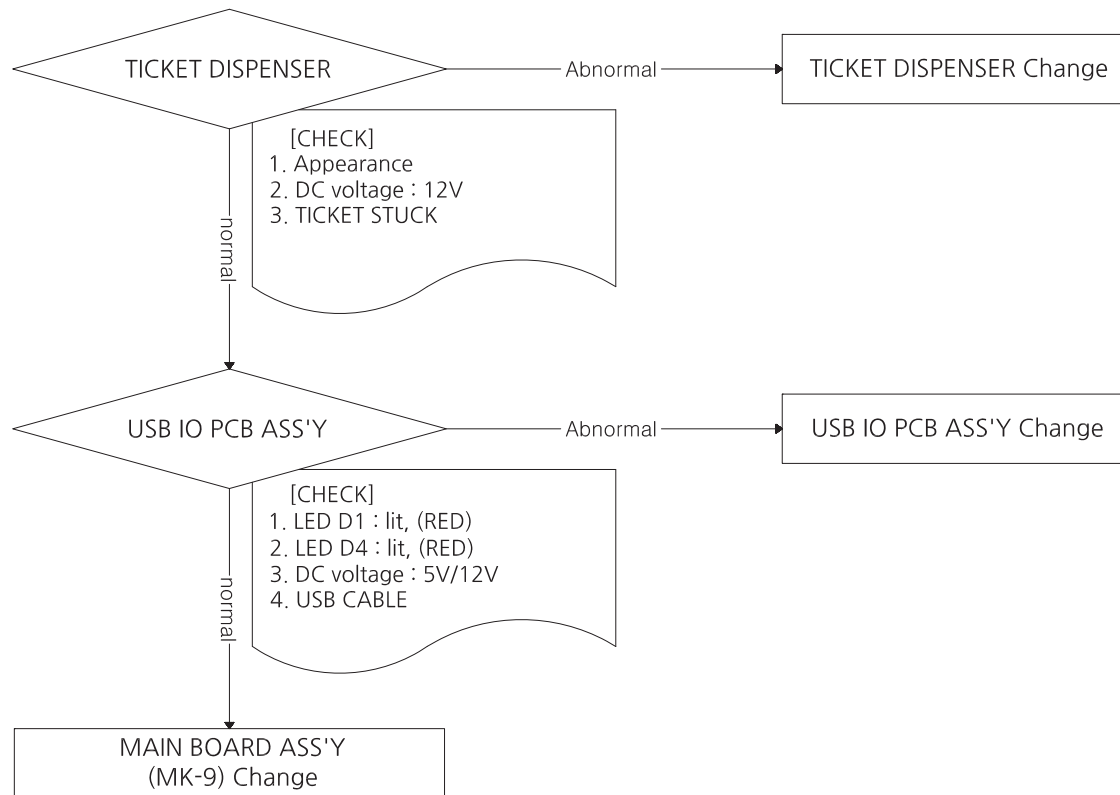 TICKET DISPENSER
Abnormal
TICKET DISPENSER Change
[CHECK]
1. Appearance
2. DC voltage : 12V
3. TICKET STUCK
normal
USB IO PCB ASS'Y
Abnormal
USB IO PCB ASS'Y Change
[CHECK]
1. LED D1 : lit, (RED)
2. LED D4 : lit, (RED)
3. DC voltage : 5V/12V
4. USB CABLE
normal
MAIN BOARD ASS'Y
(MK-9) Change